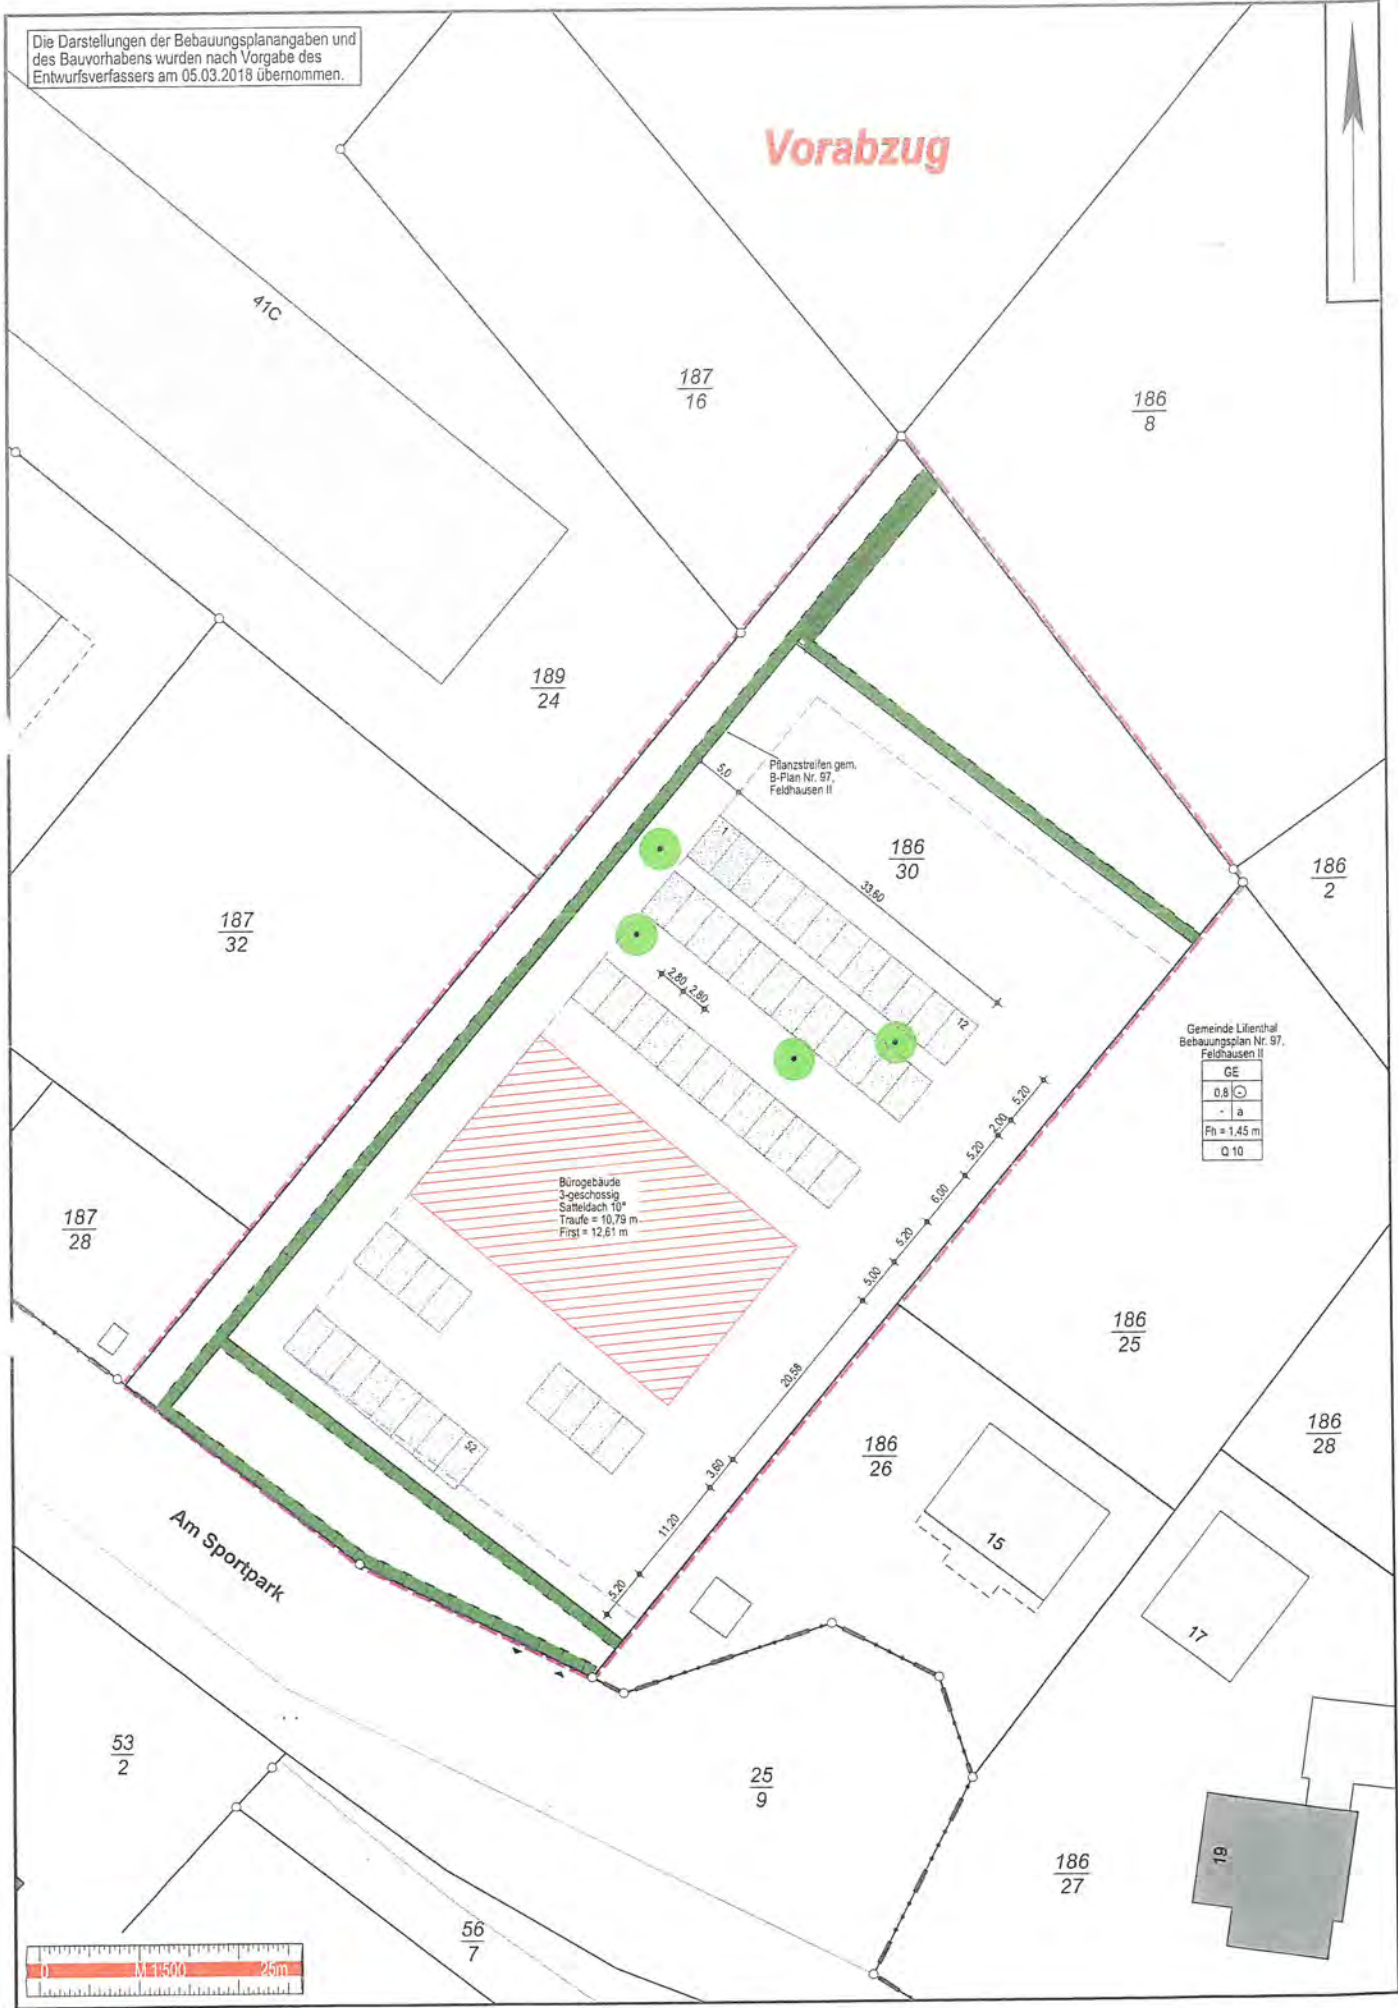 Die Darstellungen der Bebauungsplanangaben und
des Bauvorhabens wurden nach Vorgabe des
Entwurfsverfassers am 05.03.2018 übernommen.
Vorabzug
41C
187
16
186
8
189
24
Pflanzstreifen gem.
B-Plan Nr. 97,
Feldhausen II
5,0
1
186
30
33,60
186
2
187
32
2,80
2,80
12
Gemeinde Lilienthal
Bebauungsplan Nr. 97,
Feldhausen II
GE
0,8
- a
Fh = 1,45 m
Q 10
5,20
2,00
5,20
6,00
5,20
5,00
Bürogebäude
3-geschossig
Satteldach 10°
Traufe = 10,79 m
First = 12,61 m
187
28
186
25
20,58
186
28
186
26
52
3,60
11,20
5,20
15
17
Am Sportpark
53
2
25
9
19
186
27
56
7
0 M 1:500 25m